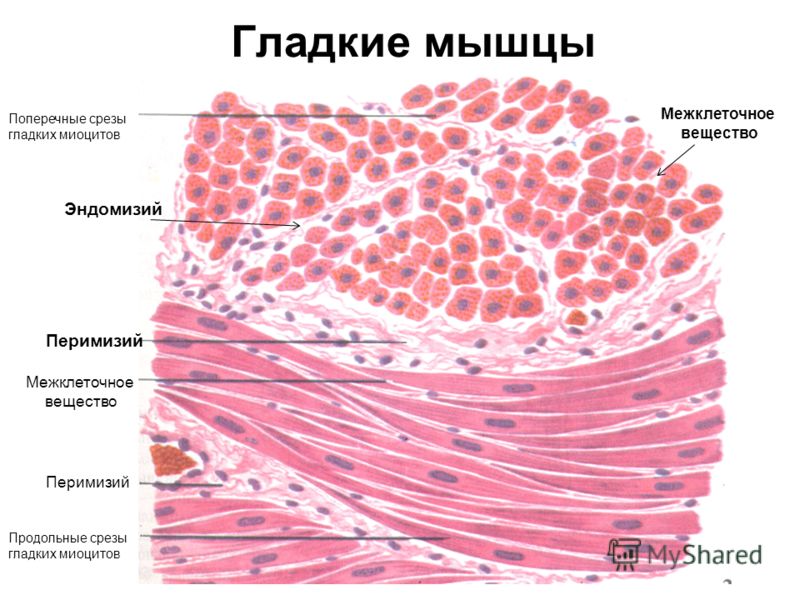 Гладкие мышцы
Поперечные срезы
гладких миоцитов
Межклеточное
вещество
Эндомизий
Перимизий
Межклеточное
вещество
Перимизий
Продольные срезы
гладких миоцитов
MyShared